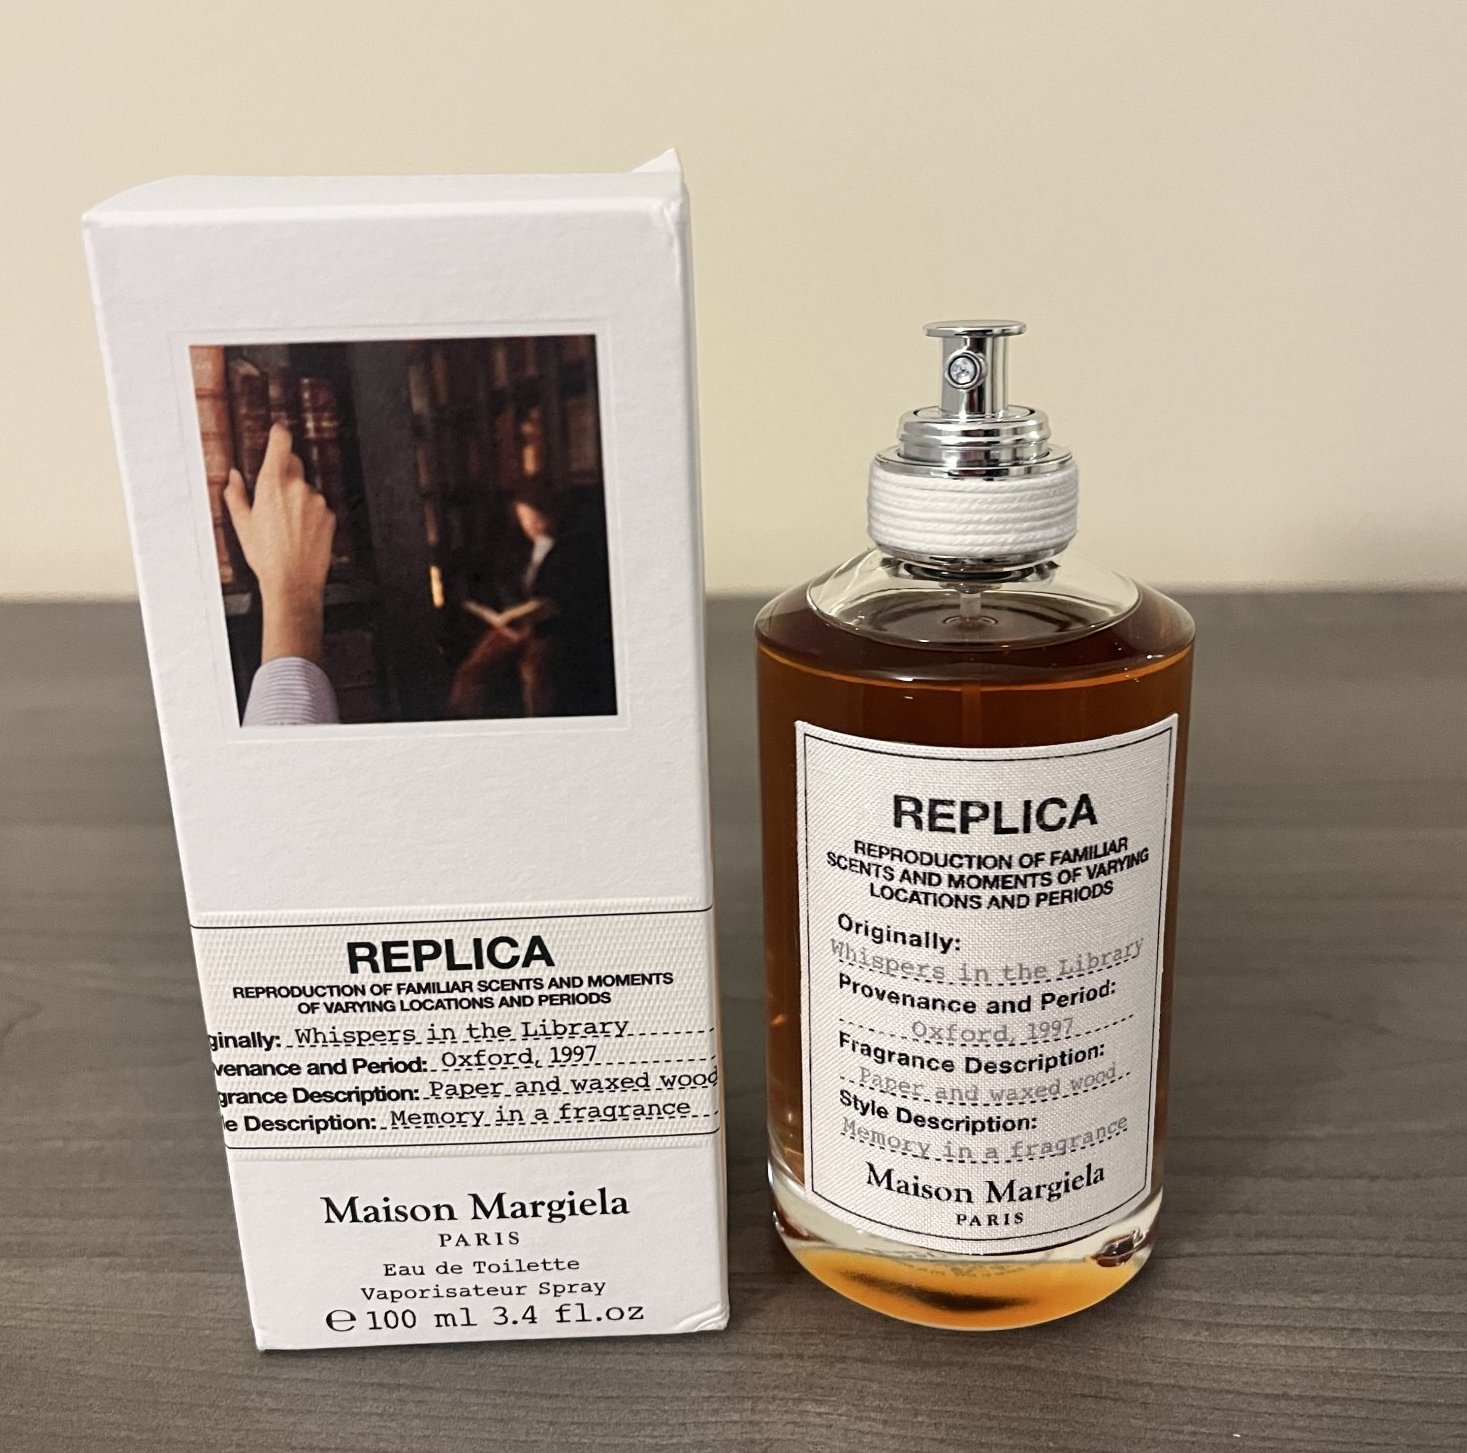 REPLICA
REPRODUCTION OF FAMILIAR SCENTS AND MOMENTS
OF VARYING LOCATIONS AND PERIODS
ginally: Whispers in the Library
venance and Period: Oxford, 1997
grance Description: Paper and waxed wood
e Description: Memory in a fragrance
Maison Margiela
PARIS
Eau de Toilette
Vaporisateur Spray
℮ 100 ml 3.4 fl.oz
REPLICA
REPRODUCTION OF FAMILIAR
SCENTS AND MOMENTS OF VARYING
LOCATIONS AND PERIODS
Originally:
Whispers in the Library
Provenance and Period:
Oxford, 1997
Fragrance Description:
Paper and waxed wood
Style Description:
Memory in a fragrance
Maison Margiela
PARIS